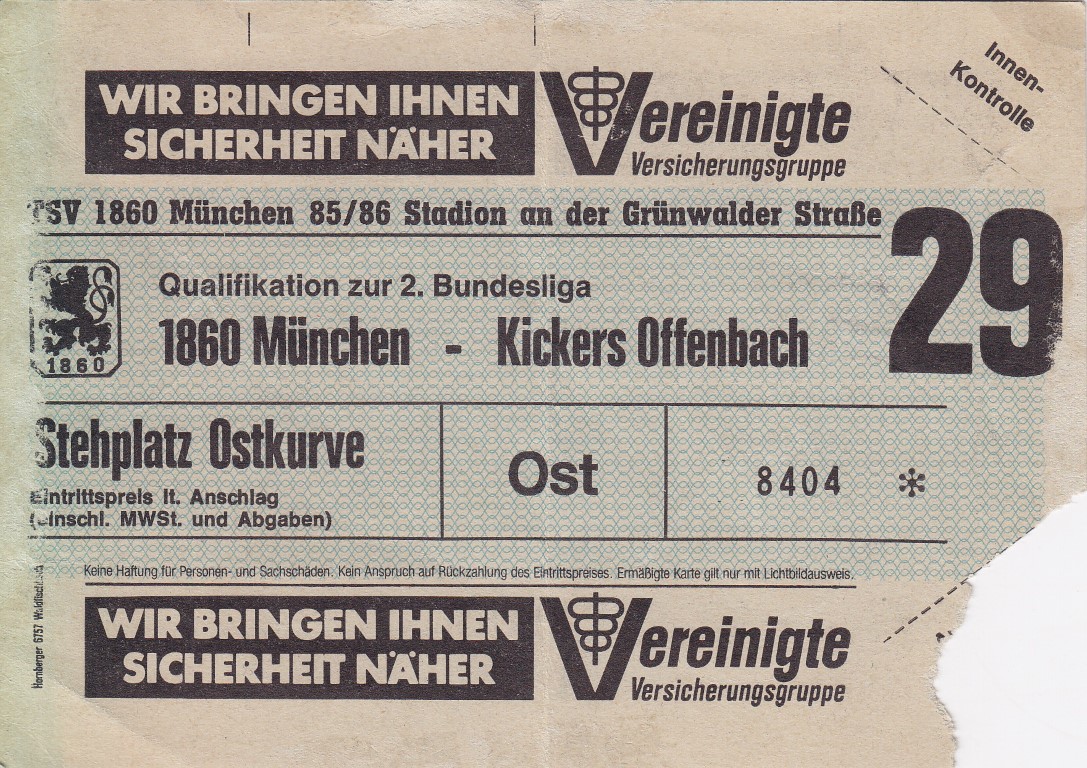 Innen-
Kontrolle
WIR BRINGEN IHNEN
SICHERHEIT NÄHER
Vereinigte
Versicherungsgruppe
TSV 1860 München 85/86 Stadion an der Grünwalder Straße
29
Qualifikation zur 2. Bundesliga
1860 München - Kickers Offenbach
1860
Stehplatz Ostkurve
Eintrittspreis lt. Anschlag
(einschl. MWSt. und Abgaben)
Ost
8404 *
Keine Haftung für Personen- und Sachschäden. Kein Anspruch auf Rückzahlung des Eintrittspreises. Ermäßigte Karte gilt nur mit Lichtbildausweis.
WIR BRINGEN IHNEN
SICHERHEIT NÄHER
Vereinigte
Versicherungsgruppe
Hornberger 6757